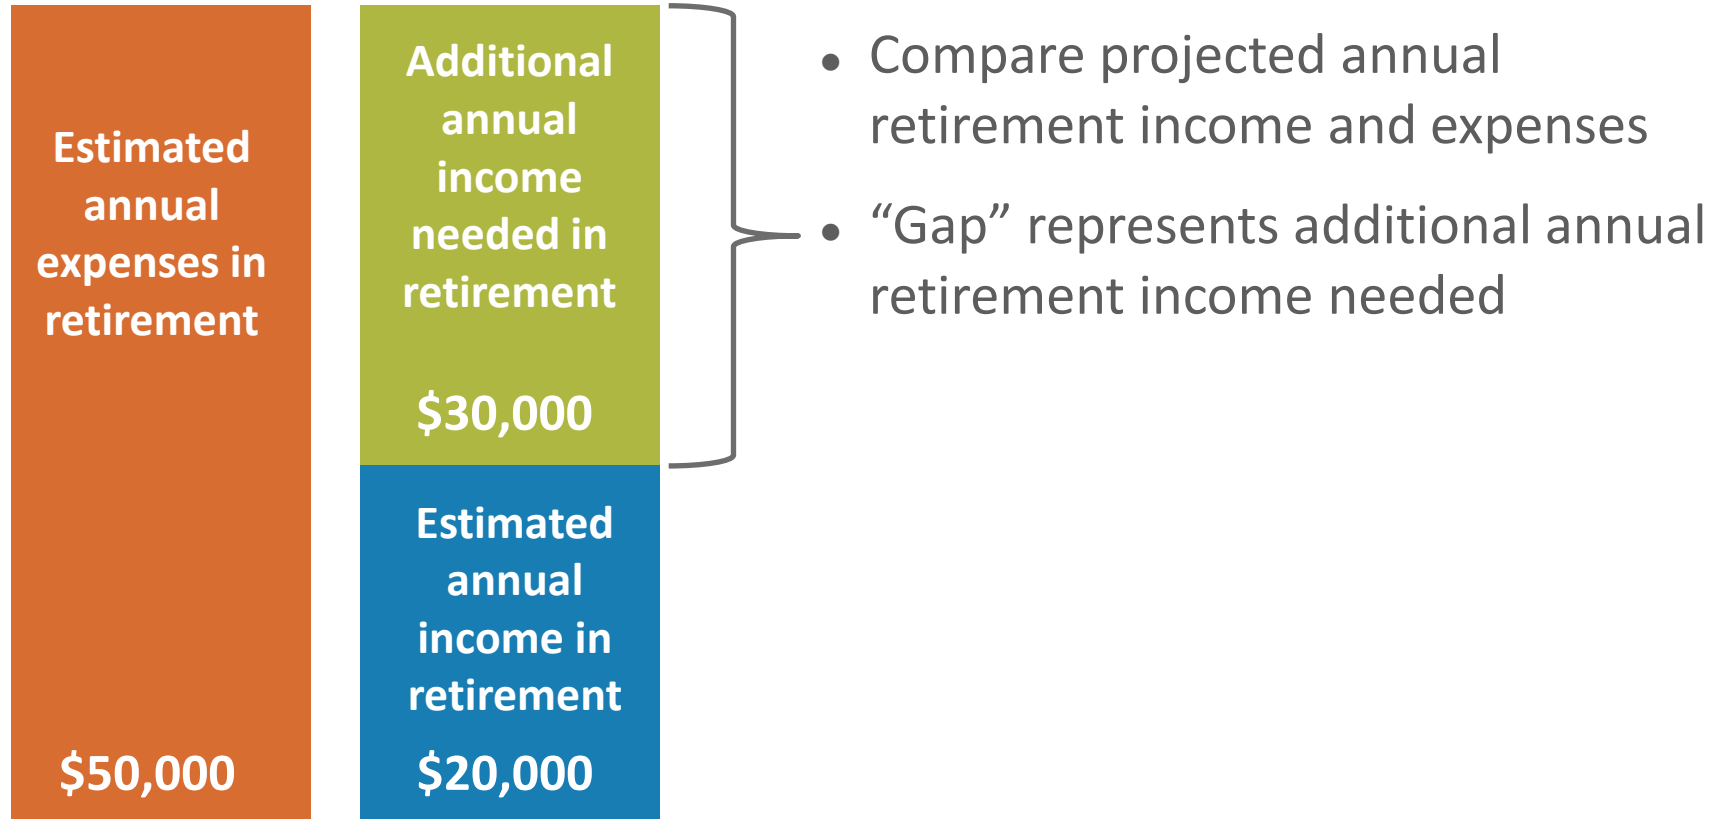 Estimated
annual
expenses in
retirement
$50,000
Additional
annual
income
needed in
retirement
$30,000
Estimated
annual
income in
retirement
$20,000
• Compare projected annual
retirement income and expenses
• “Gap” represents additional annual
retirement income needed